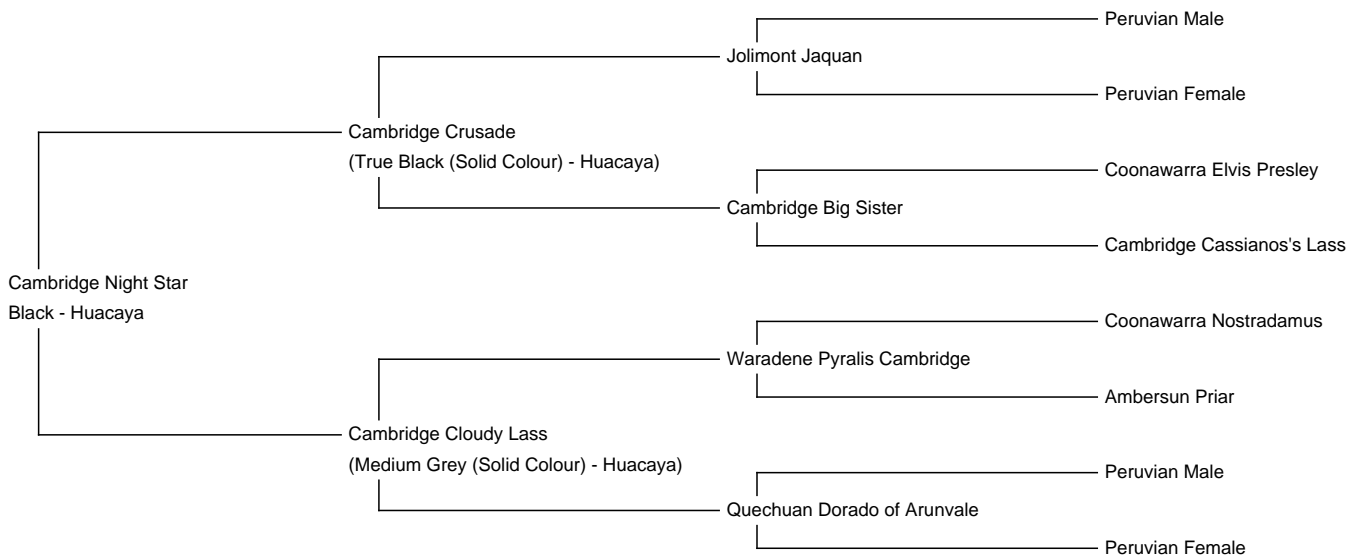 Peruvian Male
Jolimont Jaquan
Peruvian Female
Cambridge Crusade
(True Black (Solid Colour) - Huacaya)
Coonawarra Elvis Presley
Cambridge Big Sister
Cambridge Cassianos's Lass
Cambridge Night Star
Black - Huacaya
Coonawarra Nostradamus
Waradene Pyralis Cambridge
Ambersun Priar
Cambridge Cloudy Lass
(Medium Grey (Solid Colour) - Huacaya)
Peruvian Male
Quechuan Dorado of Arunvale
Peruvian Female